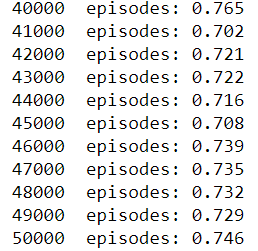 40000  episodes: 0.765
41000  episodes: 0.702
42000  episodes: 0.721
43000  episodes: 0.722
44000  episodes: 0.716
45000  episodes: 0.708
46000  episodes: 0.739
47000  episodes: 0.735
48000  episodes: 0.732
49000  episodes: 0.729
50000  episodes: 0.746